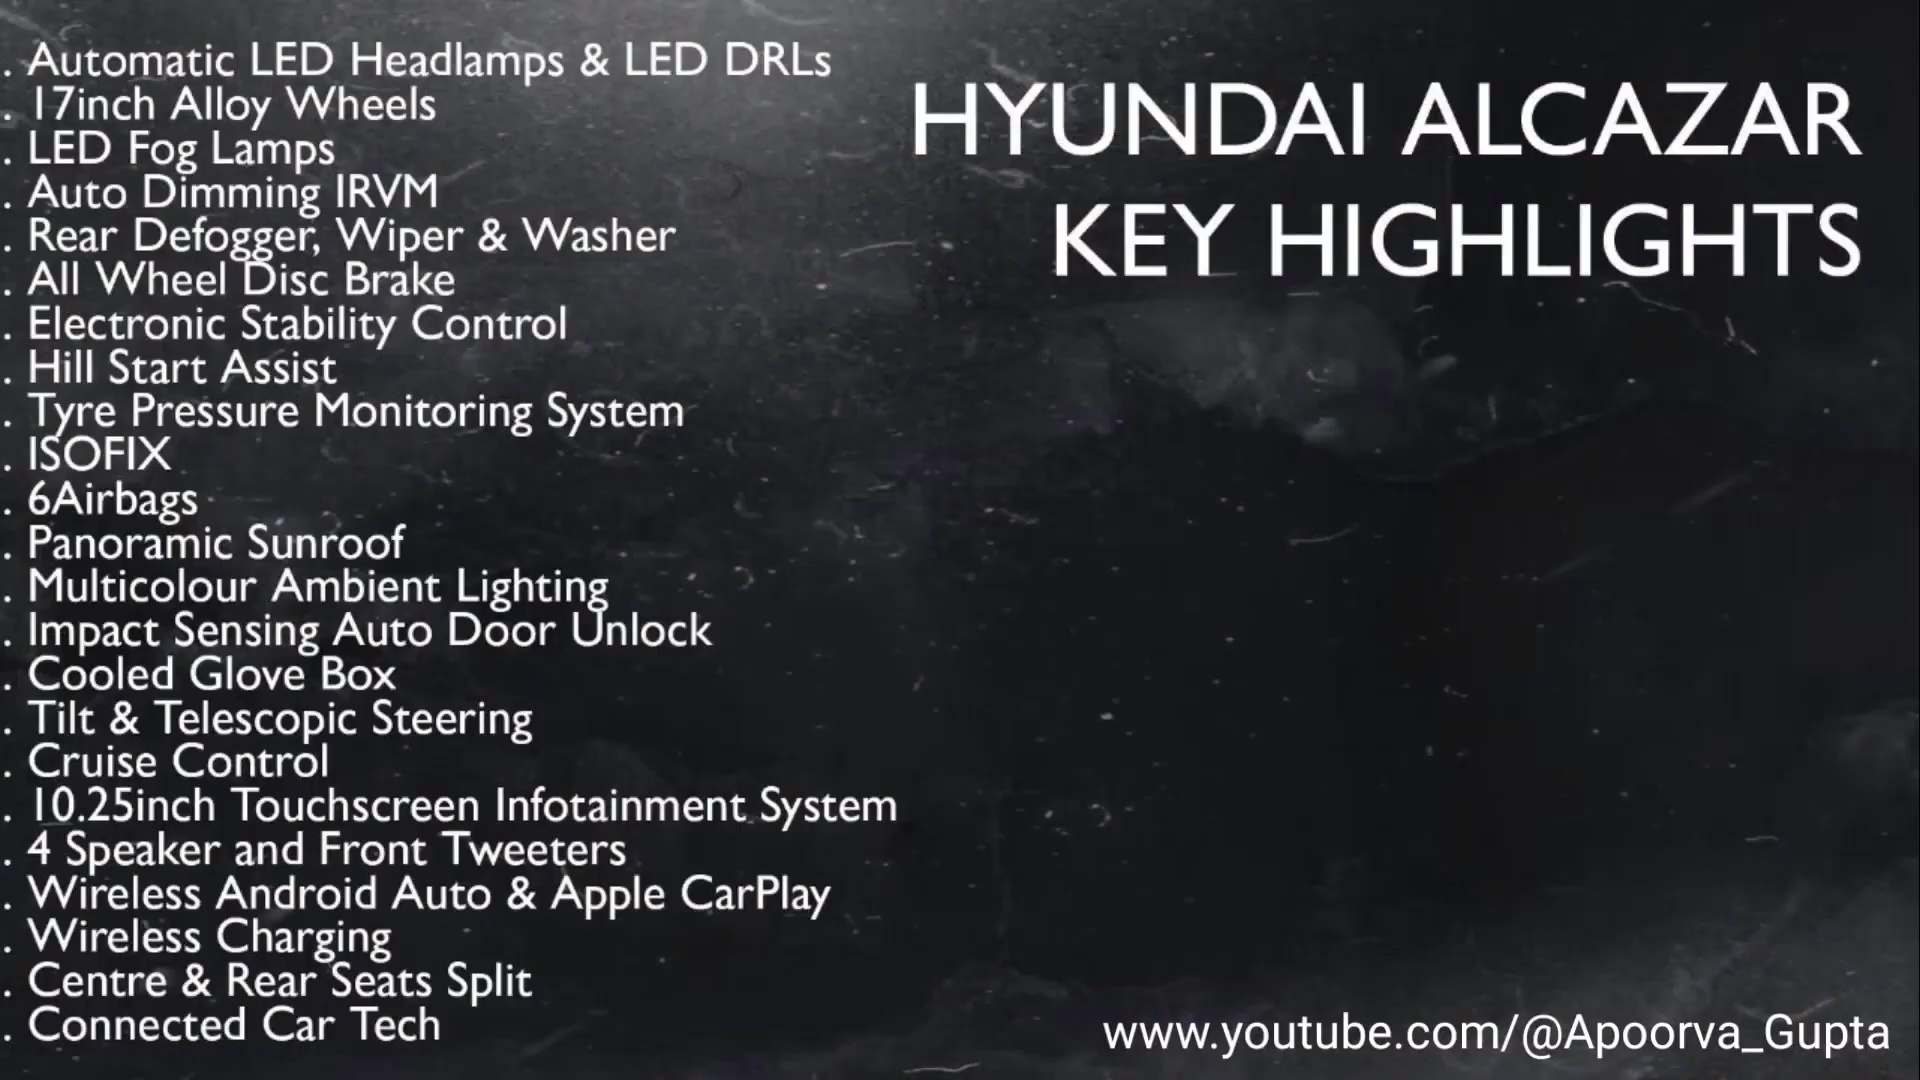 . Automatic LED Headlamps & LED DRLs
. 17inch Alloy Wheels
. LED Fog Lamps
. Auto Dimming IRVM
. Rear Defogger, Wiper & Washer
. All Wheel Disc Brake
. Electronic Stability Control
. Hill Start Assist
. Tyre Pressure Monitoring System
. ISOFIX
. 6Airbags
. Panoramic Sunroof
. Multicolour Ambient Lighting
. Impact Sensing Auto Door Unlock
. Cooled Glove Box
. Tilt & Telescopic Steering
. Cruise Control
. 10.25inch Touchscreen Infotainment System
. 4 Speaker and Front Tweeters
. Wireless Android Auto & Apple CarPlay
. Wireless Charging
. Centre & Rear Seats Split
. Connected Car Tech
HYUNDAI ALCAZAR
KEY HIGHLIGHTS
www.youtube.com/@Apoorva_Gupta